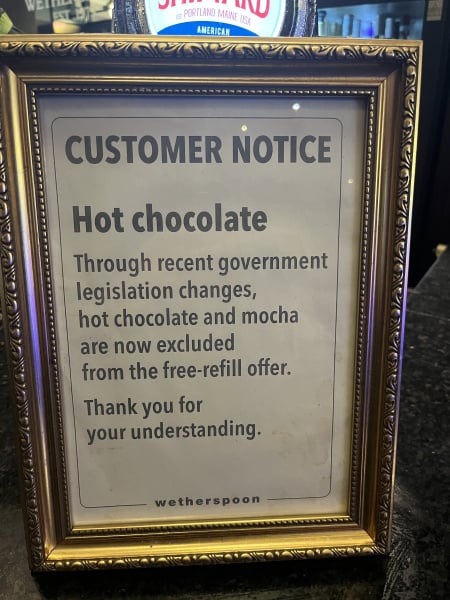 PORTLAND MAINE USA
AMERICAN
CUSTOMER NOTICE
Hot chocolate
Through recent government
legislation changes,
hot chocolate and mocha
are now excluded
from the free-refill offer.
Thank you for
your understanding.
wetherspoon